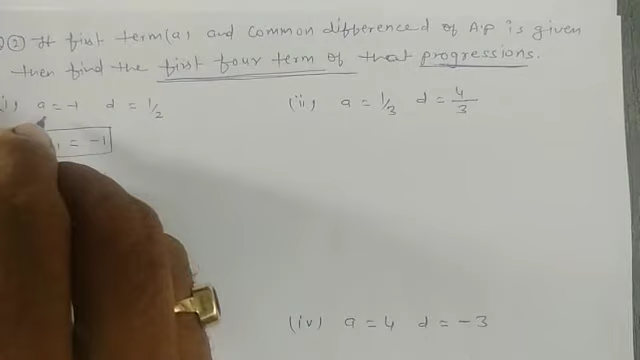 ② If first term(a) and common difference d of A.P is given
then find the first four term of that progressions.
i) a = -1 d = 1/2 (ii) a = 1/3 d = 4/3
= -1
(iv) a = 4 d = -3